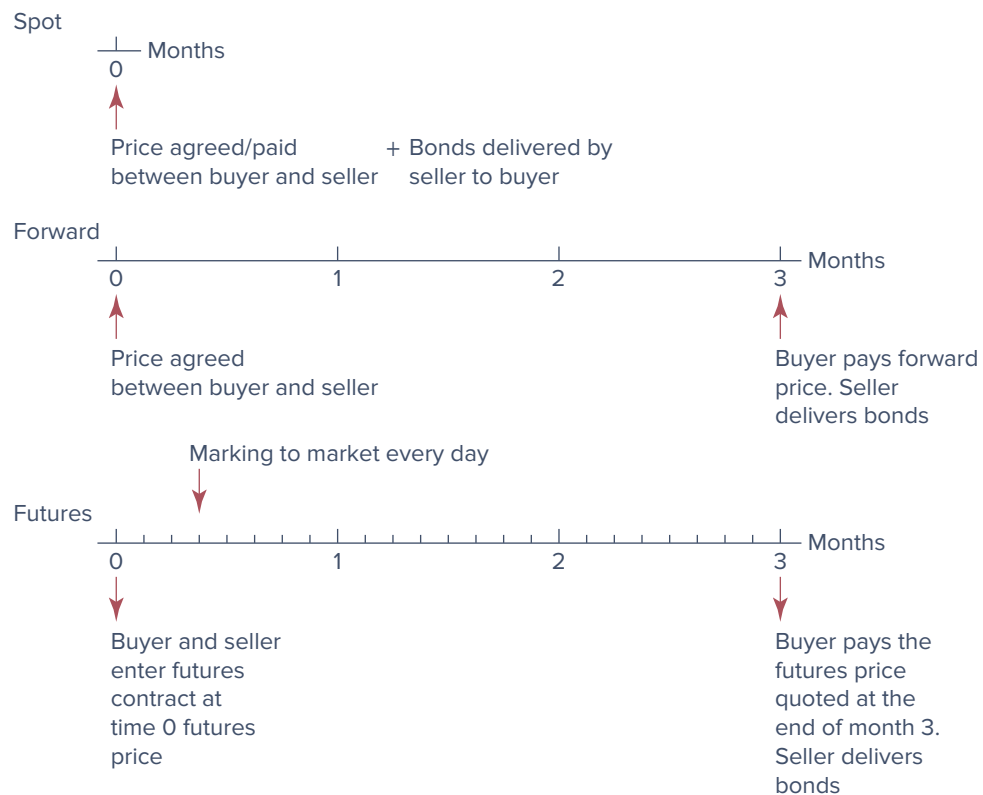 Spot
Months
0
Price agreed/paid + Bonds delivered by
between buyer and seller seller to buyer
Forward
Months
0 1 2 3
Price agreed
between buyer and seller
Buyer pays forward
price. Seller
delivers bonds
Marking to market every day
Futures
Months
0 1 2 3
Buyer and seller
enter futures
contract at
time 0 futures
price
Buyer pays the
futures price
quoted at the
end of month 3.
Seller delivers
bonds